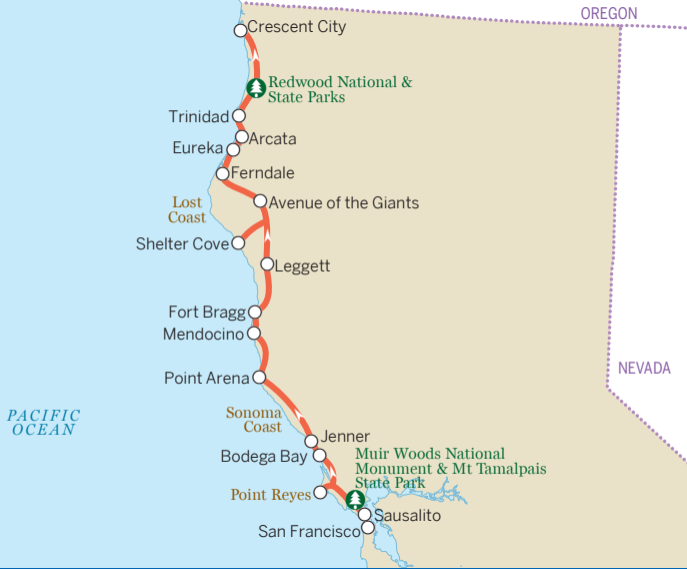 OREGON
Crescent City
Redwood National &
State Parks
Trinidad
Arcata
Eureka
Ferndale
Lost
Coast
Avenue of the Giants
Shelter Cove
Leggett
Fort Bragg
Mendocino
NEVADA
Point Arena
PACIFIC
OCEAN
Sonoma
Coast
Jenner
Bodega Bay
Muir Woods National
Monument & Mt Tamalpais
State Park
Point Reyes
Sausalito
San Francisco